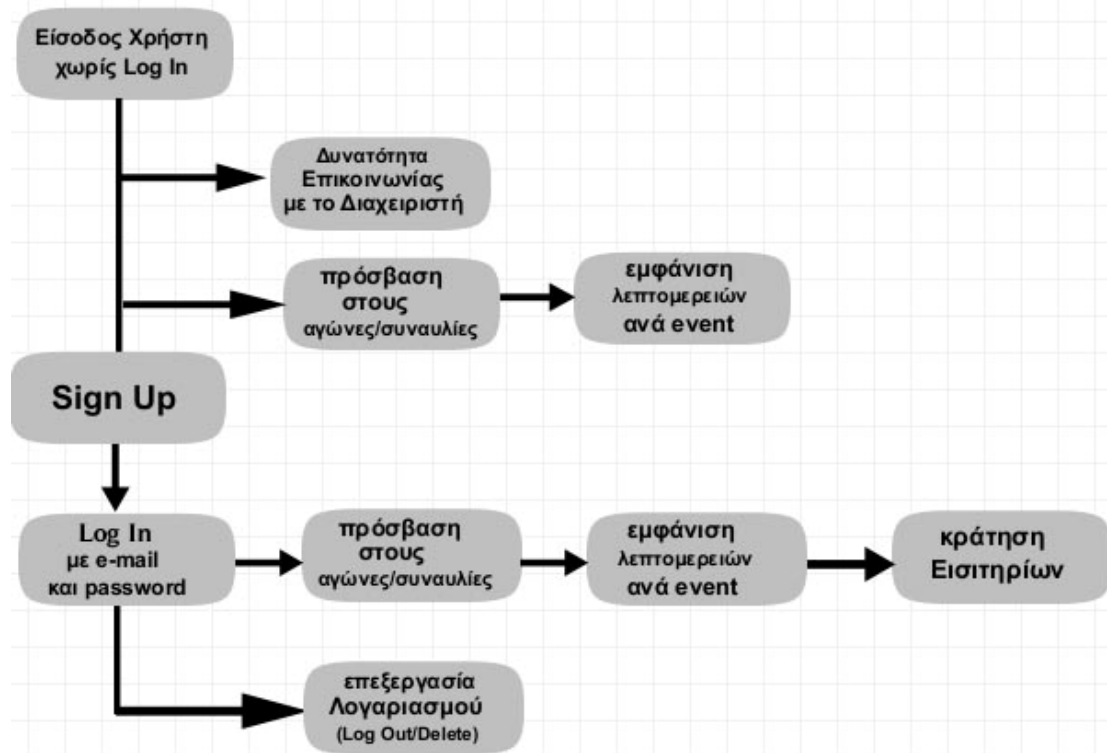 Είσοδος Χρήστη
χωρίς Log In
Δυνατότητα
Επικοινωνίας
με το Διαχειριστή
πρόσβαση
στους
αγώνες/συναυλίες
εμφάνιση
λεπτομερειών
ανά event
Sign Up
Log In
με e-mail
και password
πρόσβαση
στους
αγώνες/συναυλίες
εμφάνιση
λεπτομερειών
ανά event
κράτηση
Εισιτηρίων
επεξεργασία
Λογαριασμού
(Log Out/Delete)